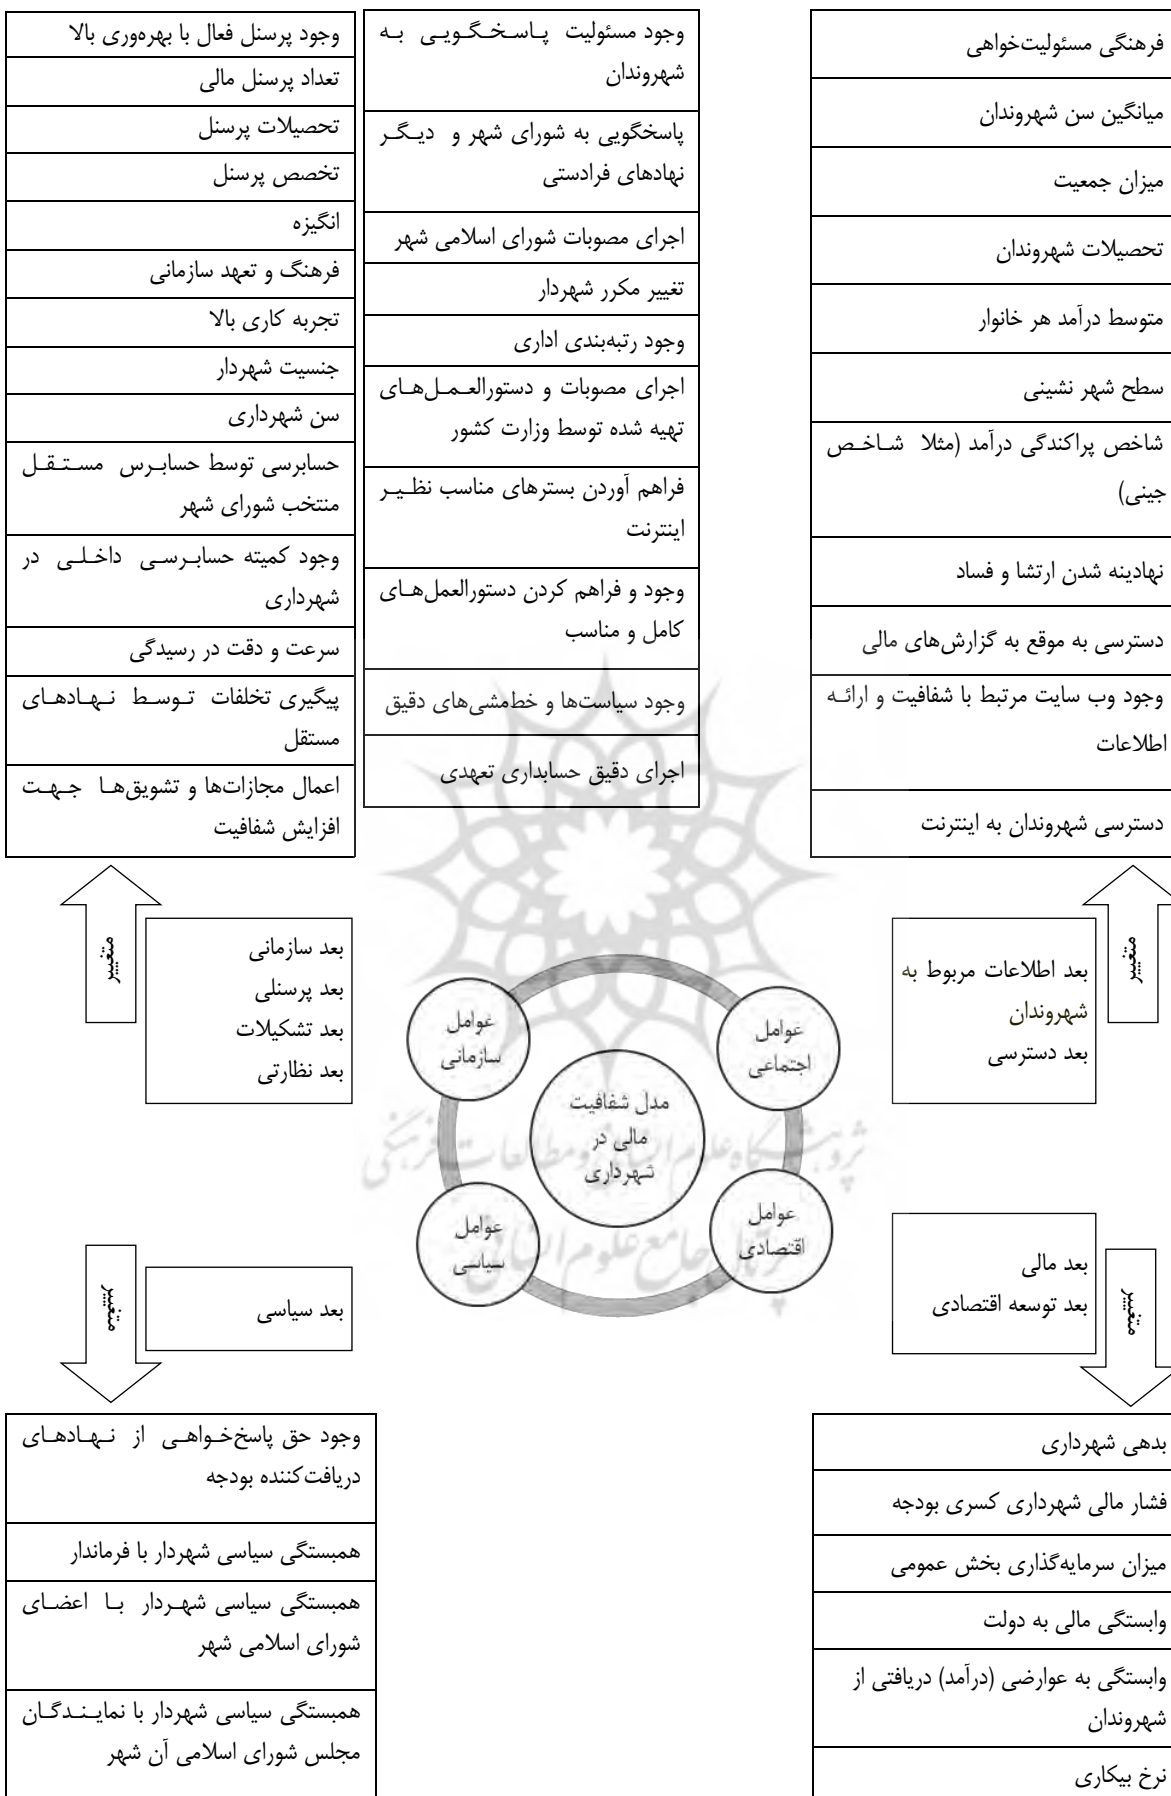 فرهنگی مسئولیت‌خواهی
میانگین سن شهروندان
میزان جمعیت
تحصیلات شهروندان
متوسط درآمد هر خانوار
سطح شهر نشینی
شاخص پراکندگی درآمد (مثلا شاخص
جینی)
نهادینه شدن ارتشا و فساد
دسترسی به موقع به گزارش‌های مالی
وجود وب سایت مرتبط با شفافیت و ارائه
اطلاعات
دسترسی شهروندان به اینترنت
وجود مسئولیت پاسخگویی به
شهروندان
پاسخگویی به شورای شهر و دیگر
نهادهای فرادستی
اجرای مصوبات شورای اسلامی شهر
تغییر مکرر شهردار
وجود رتبه‌بندی اداری
اجرای مصوبات و دستورالعمل‌های
تهیه شده توسط وزارت کشور
فراهم آوردن بسترهای مناسب نظیر
اینترنت
وجود و فراهم کردن دستورالعمل‌های
کامل و مناسب
وجود سیاست‌ها و خط‌مشی‌های دقیق
اجرای دقیق حسابداری تعهدی
وجود پرسنل فعال با بهره‌وری بالا
تعداد پرسنل مالی
تحصیلات پرسنل
تخصص پرسنل
انگیزه
فرهنگ و تعهد سازمانی
تجربه کاری بالا
جنسیت شهردار
سن شهرداری
حسابرسی توسط حسابرس مستقل
منتخب شورای شهر
وجود کمیته حسابرسی داخلی در
شهرداری
سرعت و دقت در رسیدگی
پیگیری تخلفات توسط نهادهای
مستقل
اعمال مجازات‌ها و تشویق‌ها جهت
افزایش شفافیت
متغییر
بعد اطلاعات مربوط به
شهروندان
بعد دسترسی
عوامل
اجتماعی
عوامل
سازمانی
بعد سازمانی
بعد پرسنلی
بعد تشکیلات
بعد نظارتی
متغییر
مدل شفافیت
مالی در
شهرداری
پژوهشگاه علوم انسانی و مطالعات فرهنگی
پرتال جامع علوم انسانی
متغییر
بعد مالی
بعد توسعه اقتصادی
عوامل
اقتصادی
عوامل
سیاسی
بعد سیاسی
متغییر
بدهی شهرداری
فشار مالی شهرداری کسری بودجه
میزان سرمایه‌گذاری بخش عمومی
وابستگی مالی به دولت
وابستگی به عوارضی (درآمد) دریافتی از
شهروندان
نرخ بیکاری
وجود حق پاسخ‌خواهی از نهادهای
دریافت‌کننده بودجه
همبستگی سیاسی شهردار با فرماندار
همبستگی سیاسی شهردار با اعضای
شورای اسلامی شهر
همبستگی سیاسی شهردار با نمایندگان
مجلس شورای اسلامی آن شهر